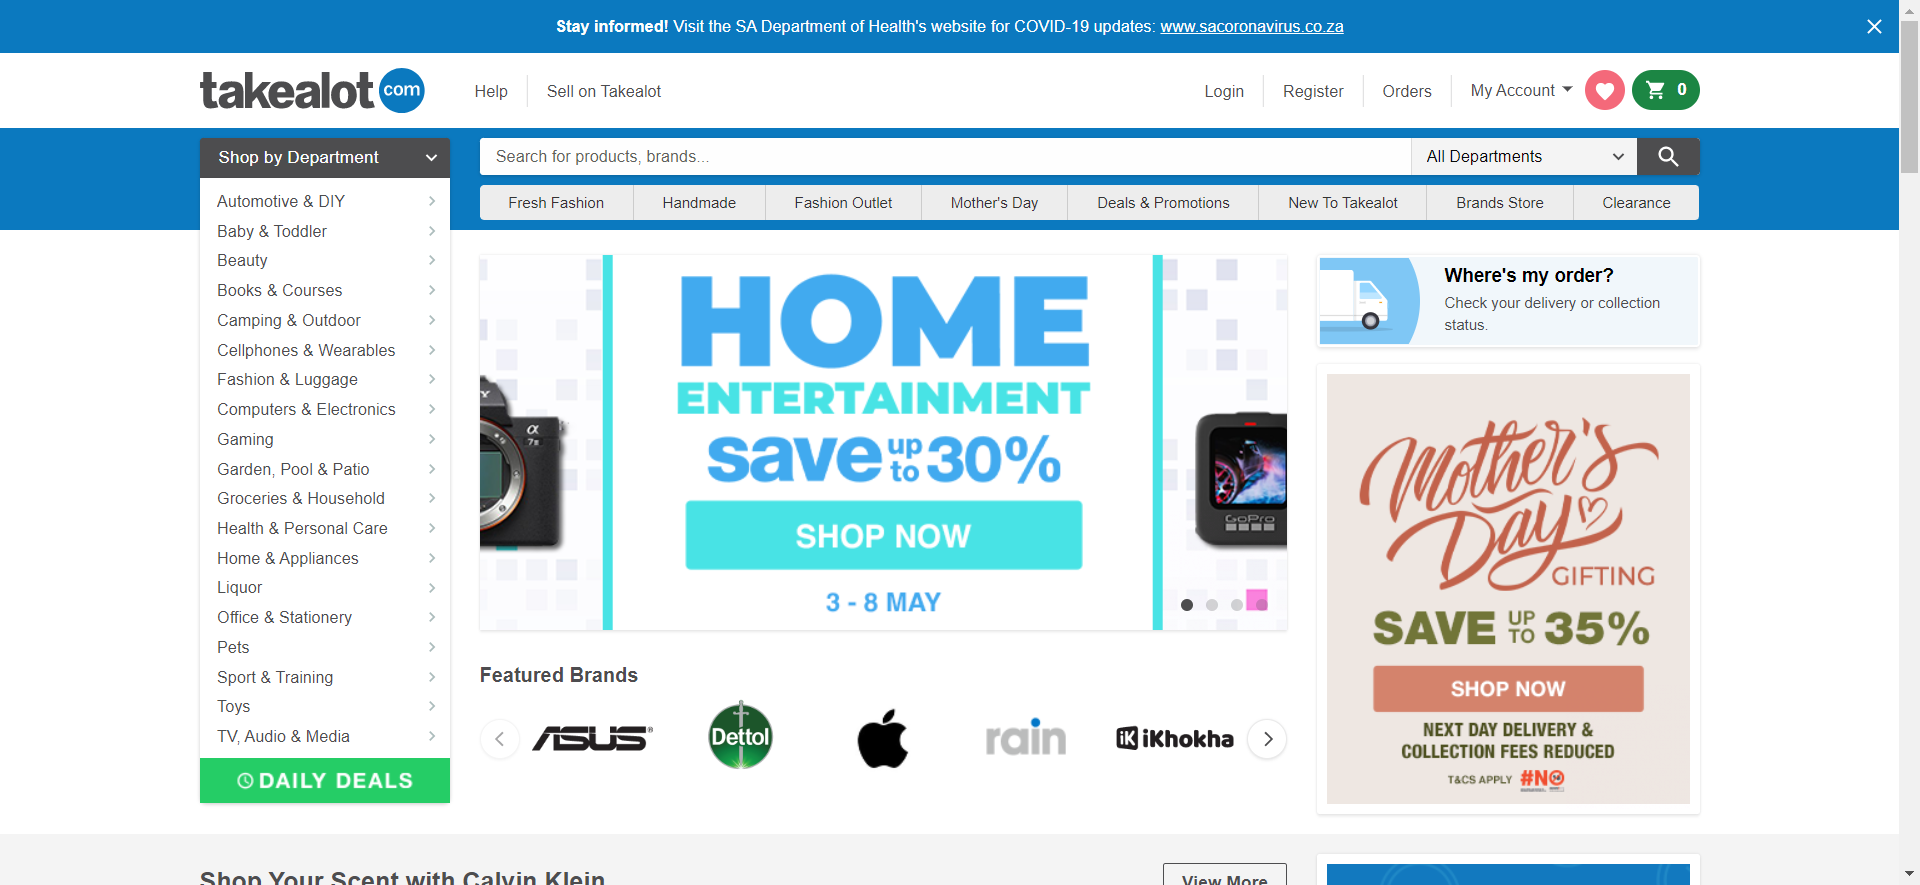 Stay informed! Visit the SA Department of Health's website for COVID-19 updates: www.sacoronavirus.co.za
takealot com
Help
Sell on Takealot
Login
Register
Orders
My Account
0
Shop by Department
Search for products, brands...
All Departments
Fresh Fashion
Handmade
Fashion Outlet
Mother's Day
Deals & Promotions
New To Takealot
Brands Store
Clearance
Automotive & DIY
Baby & Toddler
Beauty
Books & Courses
Camping & Outdoor
Cellphones & Wearables
Fashion & Luggage
Computers & Electronics
Gaming
Garden, Pool & Patio
Groceries & Household
Health & Personal Care
Home & Appliances
Liquor
Office & Stationery
Pets
Sport & Training
Toys
TV, Audio & Media
DAILY DEALS
HOME
ENTERTAINMENT
save up to 30%
SHOP NOW
3 - 8 MAY
α
GoPro
Where's my order?
Check your delivery or collection
status.
Mother's
Day
GIFTING
SAVE UP TO 35%
SHOP NOW
NEXT DAY DELIVERY &
COLLECTION FEES REDUCED
T&CS APPLY #NO
Featured Brands
ASUS
Dettol
rain
iK iKhokha
Shop Your Scent with Calvin Klein
View More